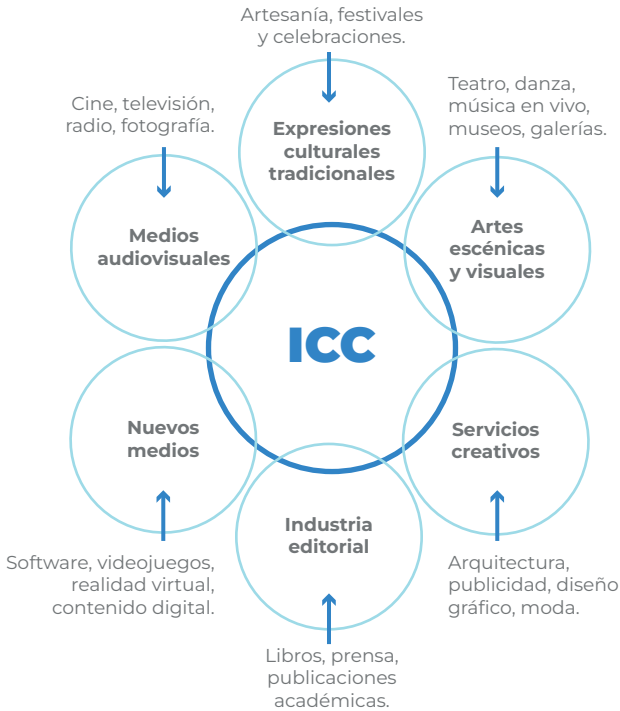 Artesanía, festivales
y celebraciones.
Expresiones
culturales
tradicionales
Teatro, danza,
música en vivo,
museos, galerías.
Artes
escénicas
y visuales
Cine, televisión,
radio, fotografía.
Medios
audiovisuales
ICC
Nuevos
medios
Software, videojuegos,
realidad virtual,
contenido digital.
Servicios
creativos
Arquitectura,
publicidad, diseño
gráfico, moda.
Industria
editorial
Libros, prensa,
publicaciones
académicas.